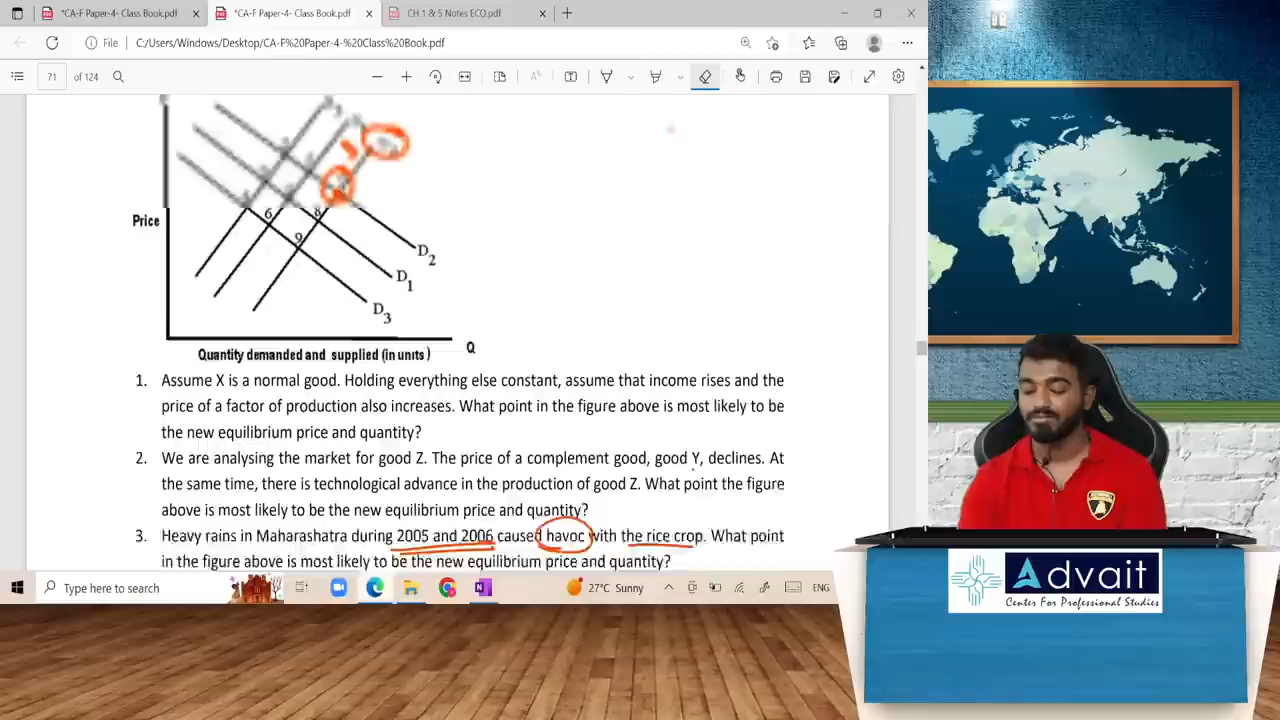 *CA-F Paper-4- Class Book.pdf
*CA-F Paper-4- Class Book.pdf
CH 1 & 5 Notes ECO.pdf
File
C:/Windows/Desktop/CA-F%20Paper-4-%20Class%20Book.pdf
71 of 124
6
8
9
Price
D2
D1
D3
Quantity demanded and supplied (in units)
Q
1. Assume X is a normal good. Holding everything else constant, assume that income rises and the
price of a factor of production also increases. What point in the figure above is most likely to be
the new equilibrium price and quantity?
2. We are analysing the market for good Z. The price of a complement good, good Y, declines. At
the same time, there is technological advance in the production of good Z. What point the figure
above is most likely to be the new equilibrium price and quantity?
3. Heavy rains in Maharashtra during 2005 and 2006 caused havoc with the rice crop. What point
in the figure above is most likely to be the new equilibrium price and quantity?
Type here to search
27°C Sunny
ENG
Advait
Center For Professional Studies